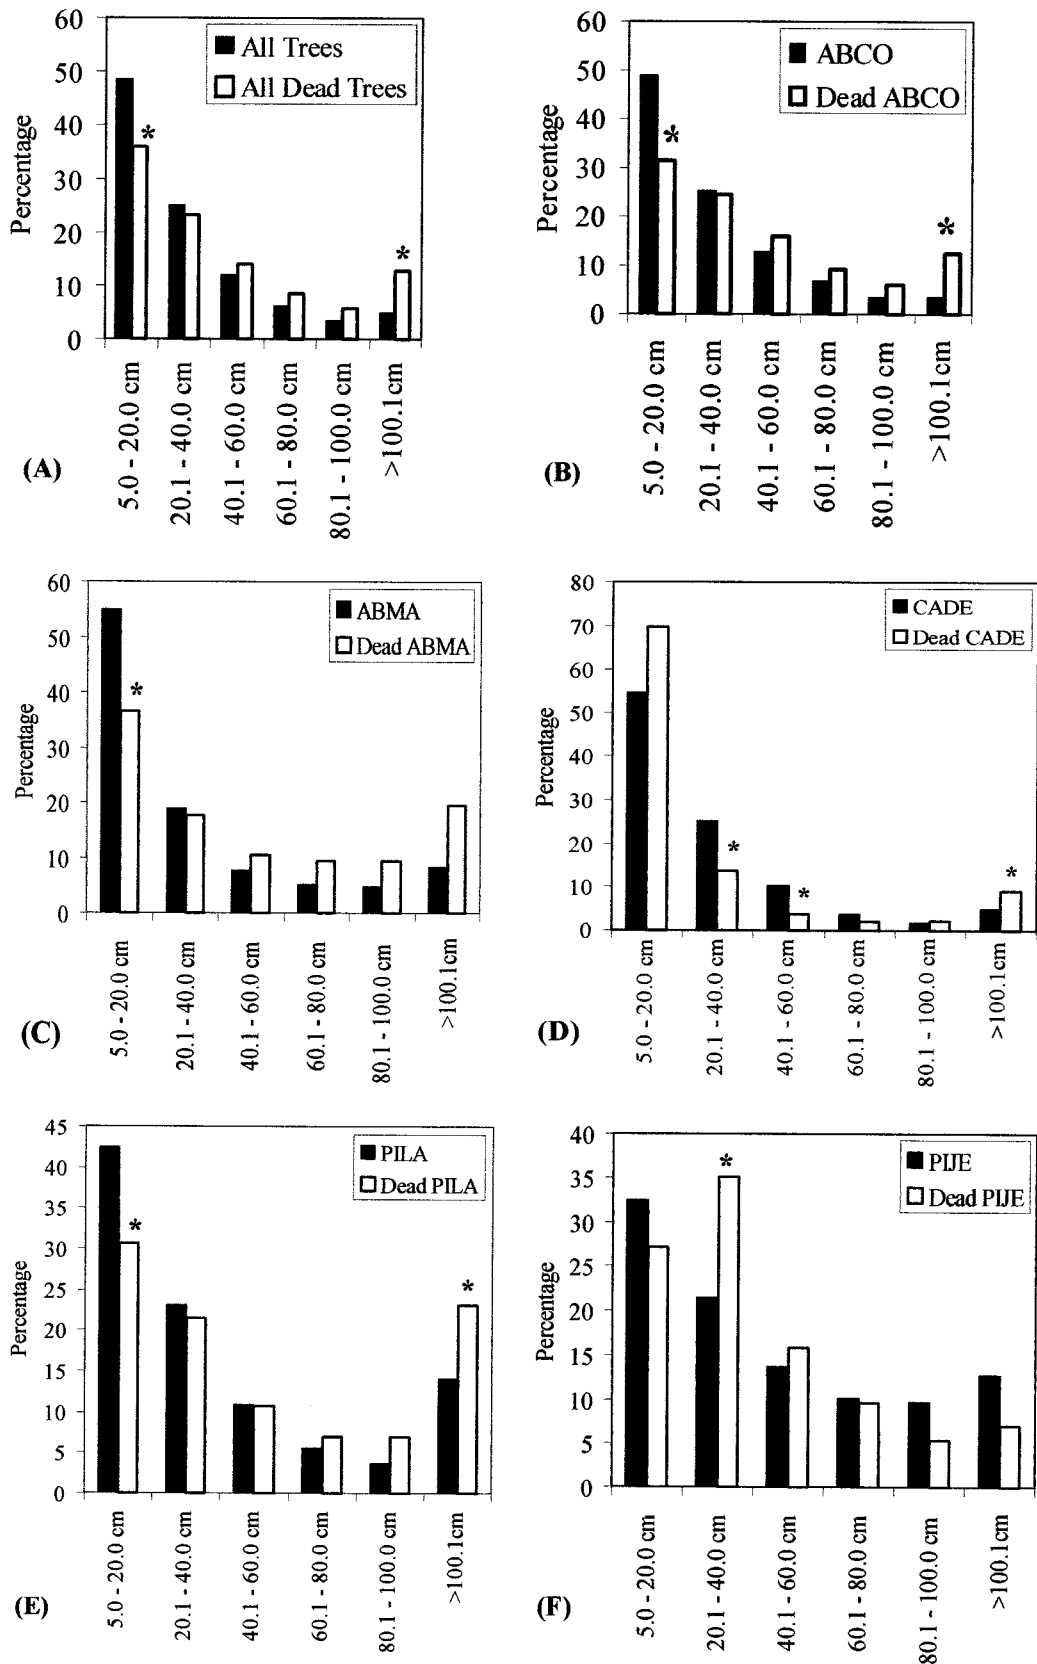 60
50
40
30
20
10
0
Percentage
All Trees
All Dead Trees
*
*
5.0 - 20.0 cm
20.1 - 40.0 cm
40.1 - 60.0 cm
60.1 - 80.0 cm
80.1 - 100.0 cm
>100.1cm
(A)
60
50
40
30
20
10
0
Percentage
ABCO
Dead ABCO
*
*
5.0 - 20.0 cm
20.1 - 40.0 cm
40.1 - 60.0 cm
60.1 - 80.0 cm
80.1 - 100.0 cm
>100.1cm
(B)
60
50
40
30
20
10
0
Percentage
ABMA
Dead ABMA
*
5.0 - 20.0 cm
20.1 - 40.0 cm
40.1 - 60.0 cm
60.1 - 80.0 cm
80.1 - 100.0 cm
>100.1cm
(C)
80
70
60
50
40
30
20
10
0
Percentage
CADE
Dead CADE
*
*
*
5.0 - 20.0 cm
20.1 - 40.0 cm
40.1 - 60.0 cm
60.1 - 80.0 cm
80.1 - 100.0 cm
>100.1cm
(D)
45
40
35
30
25
20
15
10
5
0
Percentage
PILA
Dead PILA
*
*
5.0 - 20.0 cm
20.1 - 40.0 cm
40.1 - 60.0 cm
60.1 - 80.0 cm
80.1 - 100.0 cm
>100.1cm
(E)
40
35
30
25
20
15
10
5
0
Percentage
PIJE
Dead PIJE
*
5.0 - 20.0 cm
20.1 - 40.0 cm
40.1 - 60.0 cm
60.1 - 80.0 cm
80.1 - 100.0 cm
>100.1cm
(F)